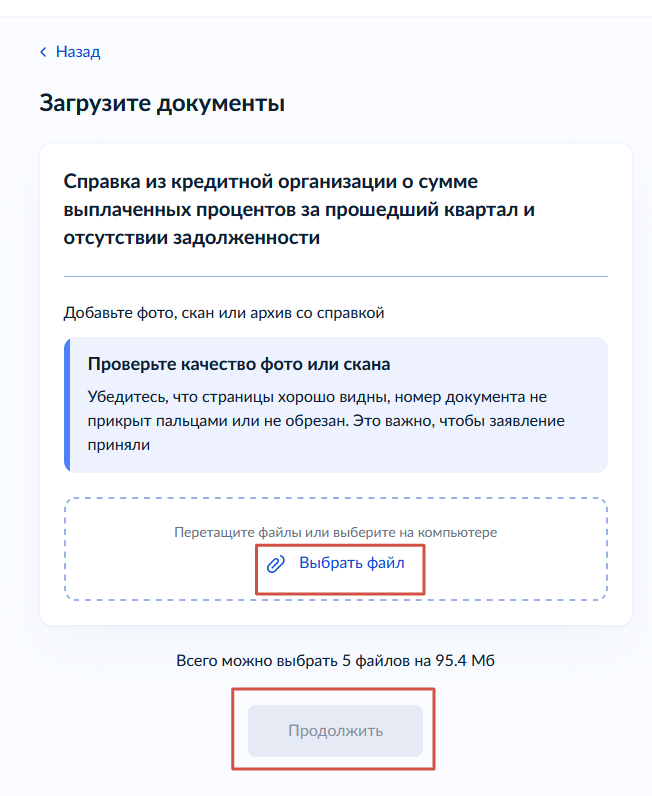 Назад
Загрузите документы
Справка из кредитной организации о сумме
выплаченных процентов за прошедший квартал и
отсутствии задолженности
Добавьте фото, скан или архив со справкой
Проверьте качество фото или скана
Убедитесь, что страницы хорошо видны, номер документа не
прикрыт пальцами или не обрезан. Это важно, чтобы заявление
приняли
Перетащите файлы или выберите на компьютере
Выбрать файл
Всего можно выбрать 5 файлов на 95.4 Мб
Продолжить